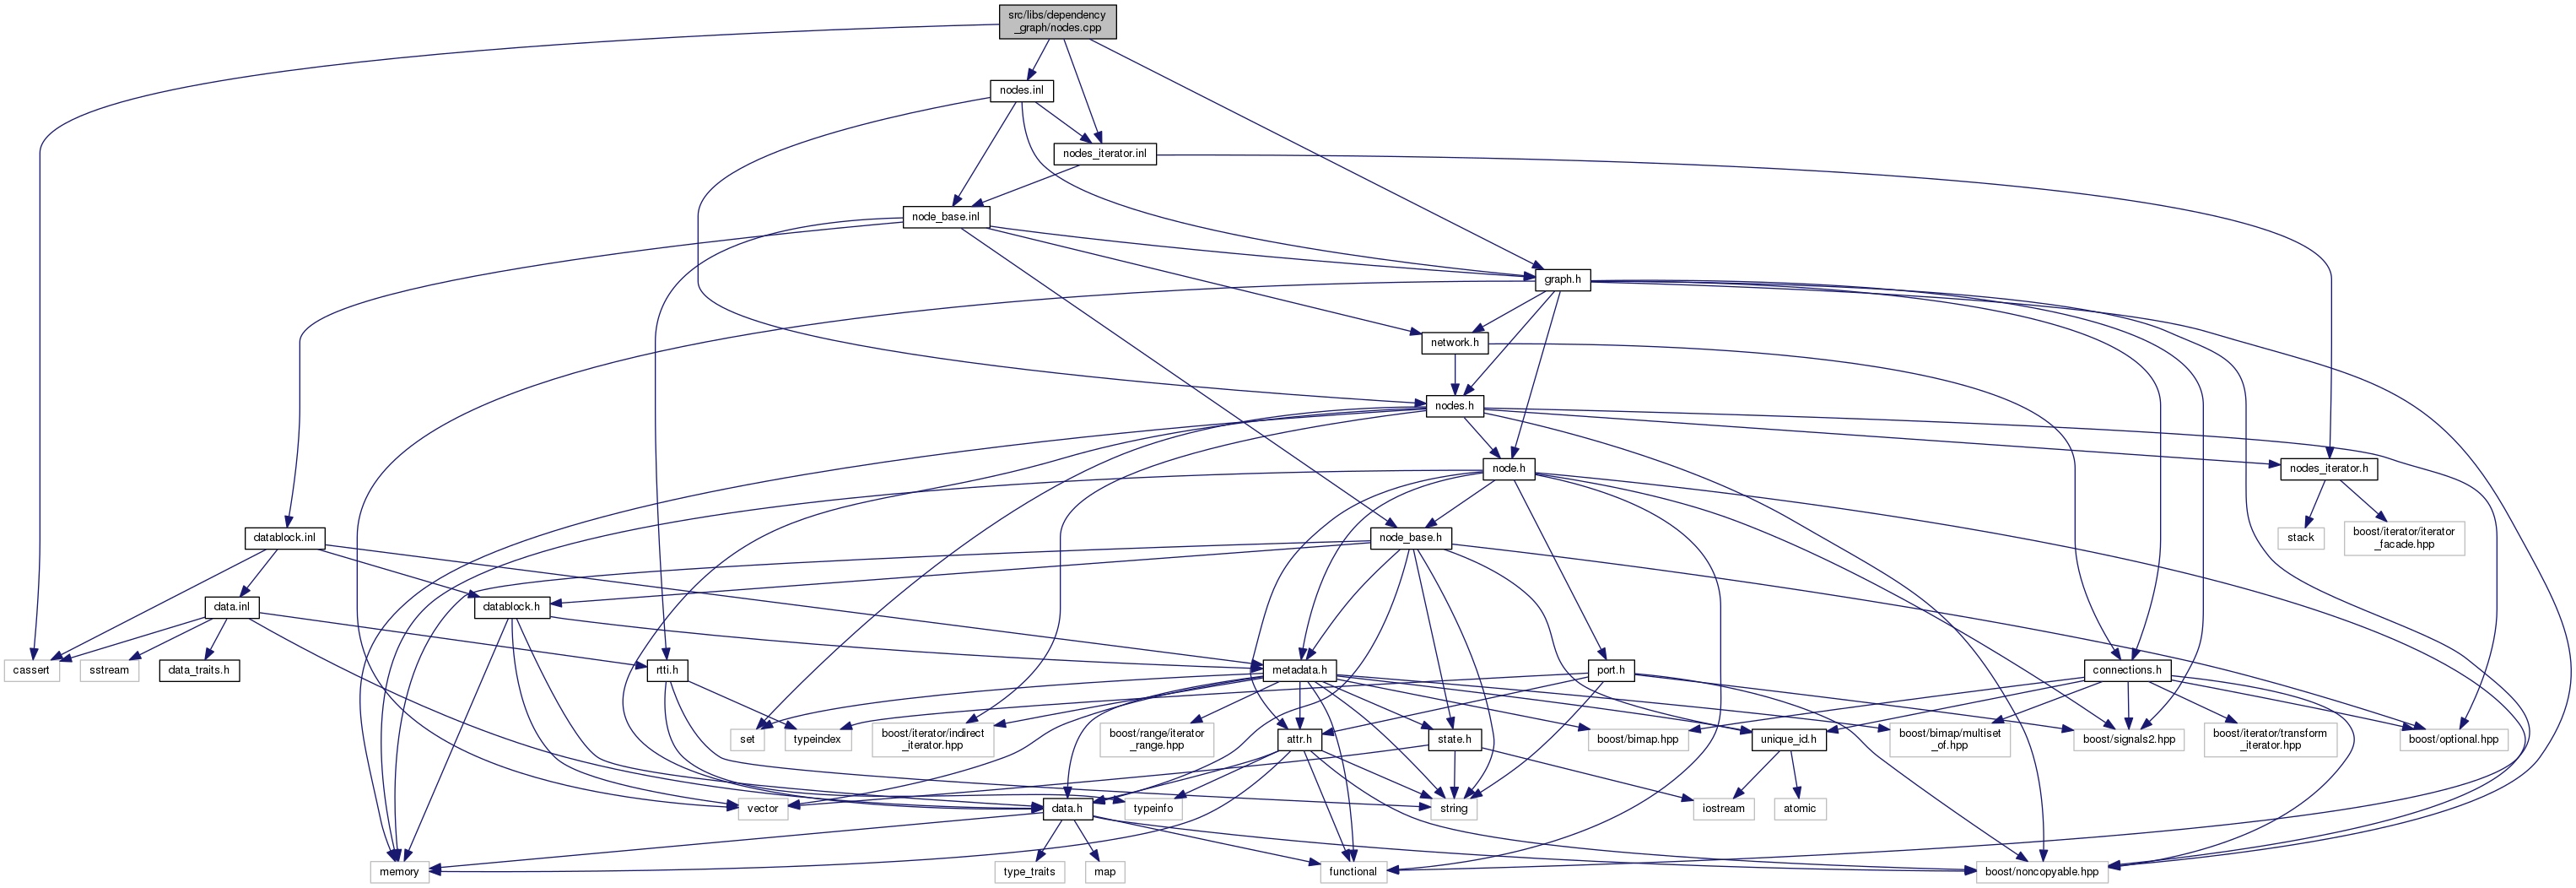 src/libs/dependency
_graph/nodes.cpp
nodes.inl
nodes_iterator.inl
node_base.inl
graph.h
network.h
nodes.h
node.h
nodes_iterator.h
datablock.inl
node_base.h
stack
boost/iterator/iterator
_facade.hpp
data.inl
datablock.h
cassert
sstream
data_traits.h
rtti.h
metadata.h
port.h
connections.h
set
typeindex
boost/iterator/indirect
_iterator.hpp
boost/range/iterator
_range.hpp
attr.h
state.h
boost/bimap.hpp
unique_id.h
boost/bimap/multiset
_of.hpp
boost/signals2.hpp
boost/iterator/transform
_iterator.hpp
boost/optional.hpp
vector
data.h
typeinfo
string
iostream
atomic
memory
type_traits
map
functional
boost/noncopyable.hpp